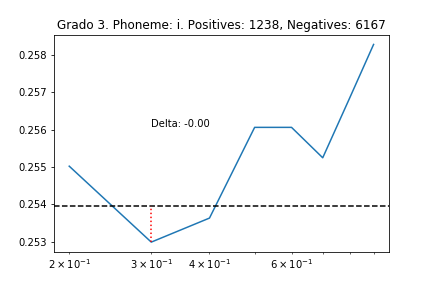 Grado 3. Phoneme: i. Positives: 1238, Negatives: 6167
0.258
0.257
0.256
0.255
0.254
0.253
Delta: -0.00
2 × 10⁻¹ 3 × 10⁻¹ 4 × 10⁻¹ 6 × 10⁻¹